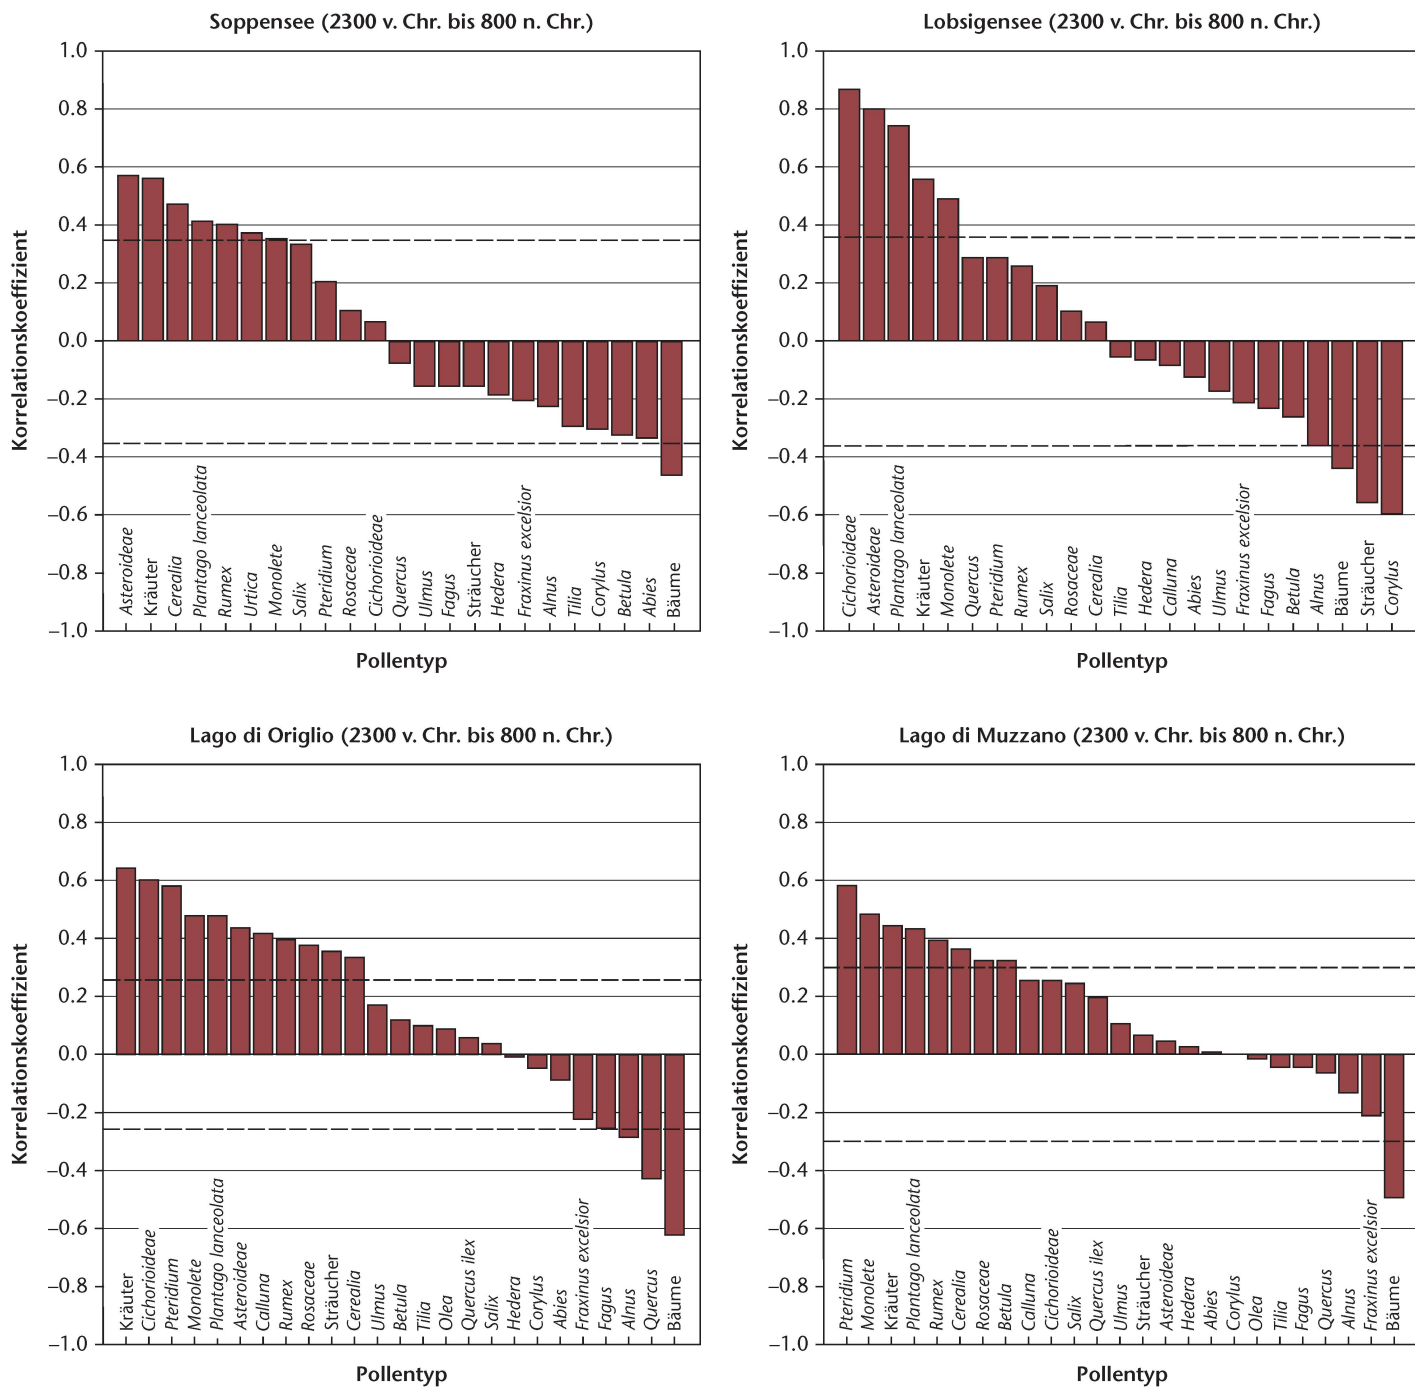 Soppensee (2300 v. Chr. bis 800 n. Chr.)
Korrelationskoeffizient
1.0
0.8
0.6
0.4
0.2
0.0
–0.2
–0.4
–0.6
–0.8
–1.0
Asteroideae
Kräuter
Cerealia
Plantago lanceolata
Rumex
Urtica
Monolete
Salix
Pteridium
Rosaceae
Cichorioideae
Quercus
Ulmus
Fagus
Sträucher
Hedera
Fraxinus excelsior
Alnus
Tilia
Corylus
Betula
Abies
Bäume
Pollentyp
Lobsigensee (2300 v. Chr. bis 800 n. Chr.)
Korrelationskoeffizient
1.0
0.8
0.6
0.4
0.2
0.0
–0.2
–0.4
–0.6
–0.8
–1.0
Cichorioideae
Asteroideae
Plantago lanceolata
Kräuter
Monolete
Quercus
Pteridium
Rumex
Salix
Rosaceae
Cerealia
Tilia
Hedera
Calluna
Abies
Ulmus
Fraxinus excelsior
Fagus
Betula
Alnus
Bäume
Sträucher
Corylus
Pollentyp
Lago di Origlio (2300 v. Chr. bis 800 n. Chr.)
Korrelationskoeffizient
1.0
0.8
0.6
0.4
0.2
0.0
–0.2
–0.4
–0.6
–0.8
–1.0
Kräuter
Cichorioideae
Pteridium
Monolete
Plantago lanceolata
Asteroideae
Calluna
Rumex
Rosaceae
Sträucher
Cerealia
Ulmus
Betula
Tilia
Olea
Quercus ilex
Salix
Hedera
Corylus
Abies
Fraxinus excelsior
Fagus
Alnus
Quercus
Bäume
Pollentyp
Lago di Muzzano (2300 v. Chr. bis 800 n. Chr.)
Korrelationskoeffizient
1.0
0.8
0.6
0.4
0.2
0.0
–0.2
–0.4
–0.6
–0.8
–1.0
Pteridium
Monolete
Kräuter
Plantago lanceolata
Rumex
Cerealia
Rosaceae
Betula
Calluna
Cichorioideae
Salix
Quercus ilex
Ulmus
Sträucher
Asteroideae
Hedera
Abies
Corylus
Olea
Tilia
Fagus
Quercus
Alnus
Fraxinus excelsior
Bäume
Pollentyp